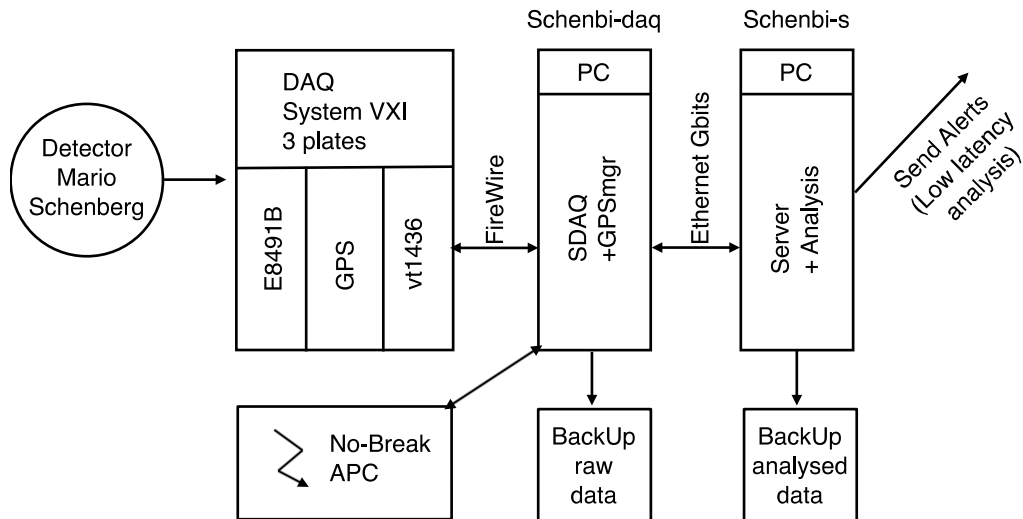 Schenbi-daq
Schenbi-s
Detector
Mario
Schenberg
DAQ
System VXI
3 plates
E8491B
GPS
vt1436
FireWire
PC
SDAQ
+GPSmgr
Ethernet Gbits
PC
Server
+ Analysis
Send Alerts
(Low latency
analysis)
No-Break
APC
BackUp
raw
data
BackUp
analysed
data